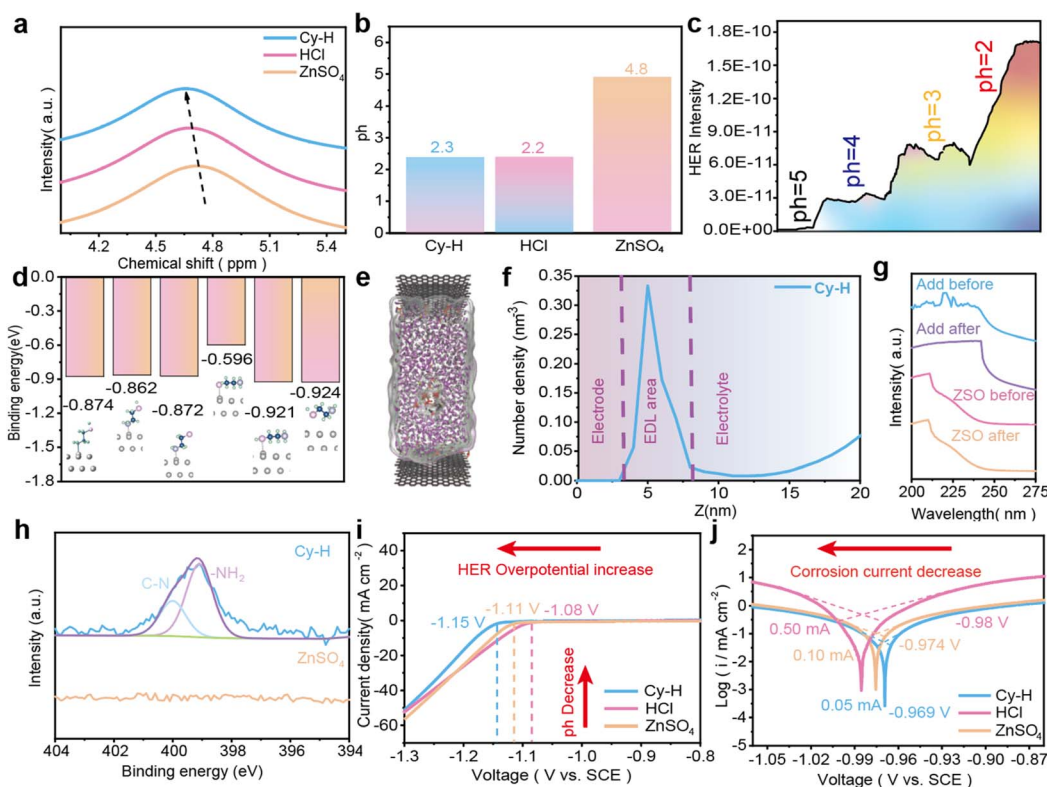 a
Cy-H
HCl
ZnSO₄
Intensity( a.u. )
4.2 4.5 4.8 5.1 5.4
Chemical shift ( ppm )
b
6
5
4
3
2
1
0
ph
2.3
2.2
4.8
Cy-H HCl ZnSO₄
c
1.8E-10
1.5E-10
1.2E-10
9.0E-11
6.0E-11
3.0E-11
0.0E+00
HER Intensity
ph=5
ph=4
ph=3
ph=2
d
0.0
-0.3
-0.6
-0.9
-1.2
-1.5
-1.8
Binding energy(eV)
-0.874
-0.862
-0.872
-0.596
-0.921
-0.924
e
f
Cy-H
0.35
0.30
0.25
0.20
0.15
0.10
0.05
0.00
Number density (nm³)
Electrode
EDL area
Electrolyte
0 5 10 15 20
Z(nm)
g
Add before
Add after
ZSO before
ZSO after
Intensity( a.u. )
200 225 250 275
Wavelength( nm )
h
Cy-H
C-N
-NH₂
ZnSO₄
Intensity (a.u.)
404 402 400 398 396 394
Binding energy (eV)
i
40
20
0
-20
-40
-60
Current density( mA cm⁻²)
HER Overpotential increase
-1.15 V
-1.11 V
-1.08 V
ph Decrease
Cy-H
HCl
ZnSO₄
-1.3 -1.2 -1.1 -1.0 -0.9 -0.8
Voltage ( V vs. SCE )
j
2
1
0
-1
-2
-3
-4
-5
Log ( i / mA cm⁻²)
Corrosion current decrease
0.50 mA
-0.98 V
0.10 mA
-0.974 V
0.05 mA
-0.969 V
Cy-H
HCl
ZnSO₄
-1.05 -1.02 -0.99 -0.96 -0.93 -0.90 -0.87
Voltage ( V vs. SCE )